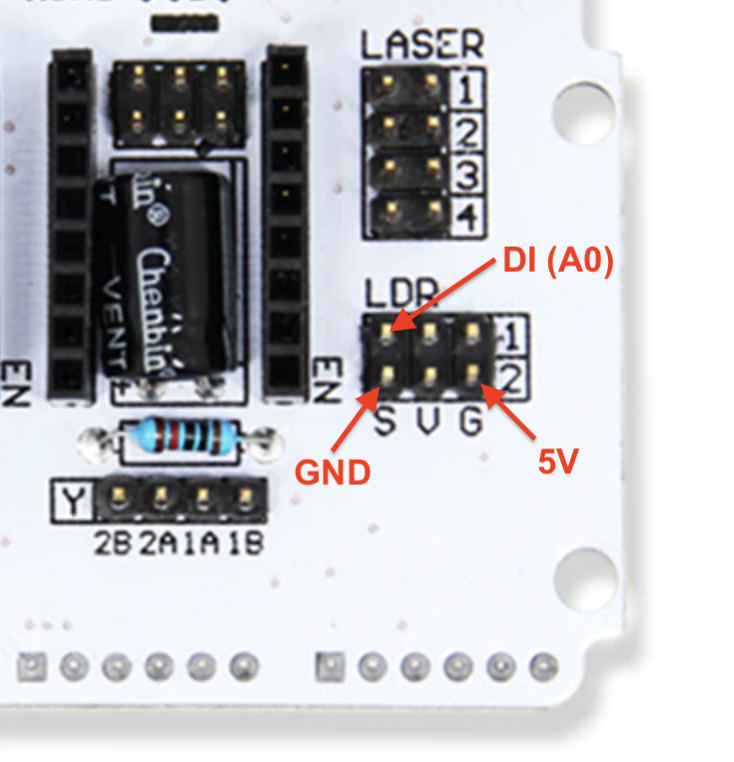 LASER
1
2
3
4
DI (A0)
LDR
1
2
S V G
GND
5V
Chenbin
VENT
EN
EN
Y
2B 2A 1A 1B